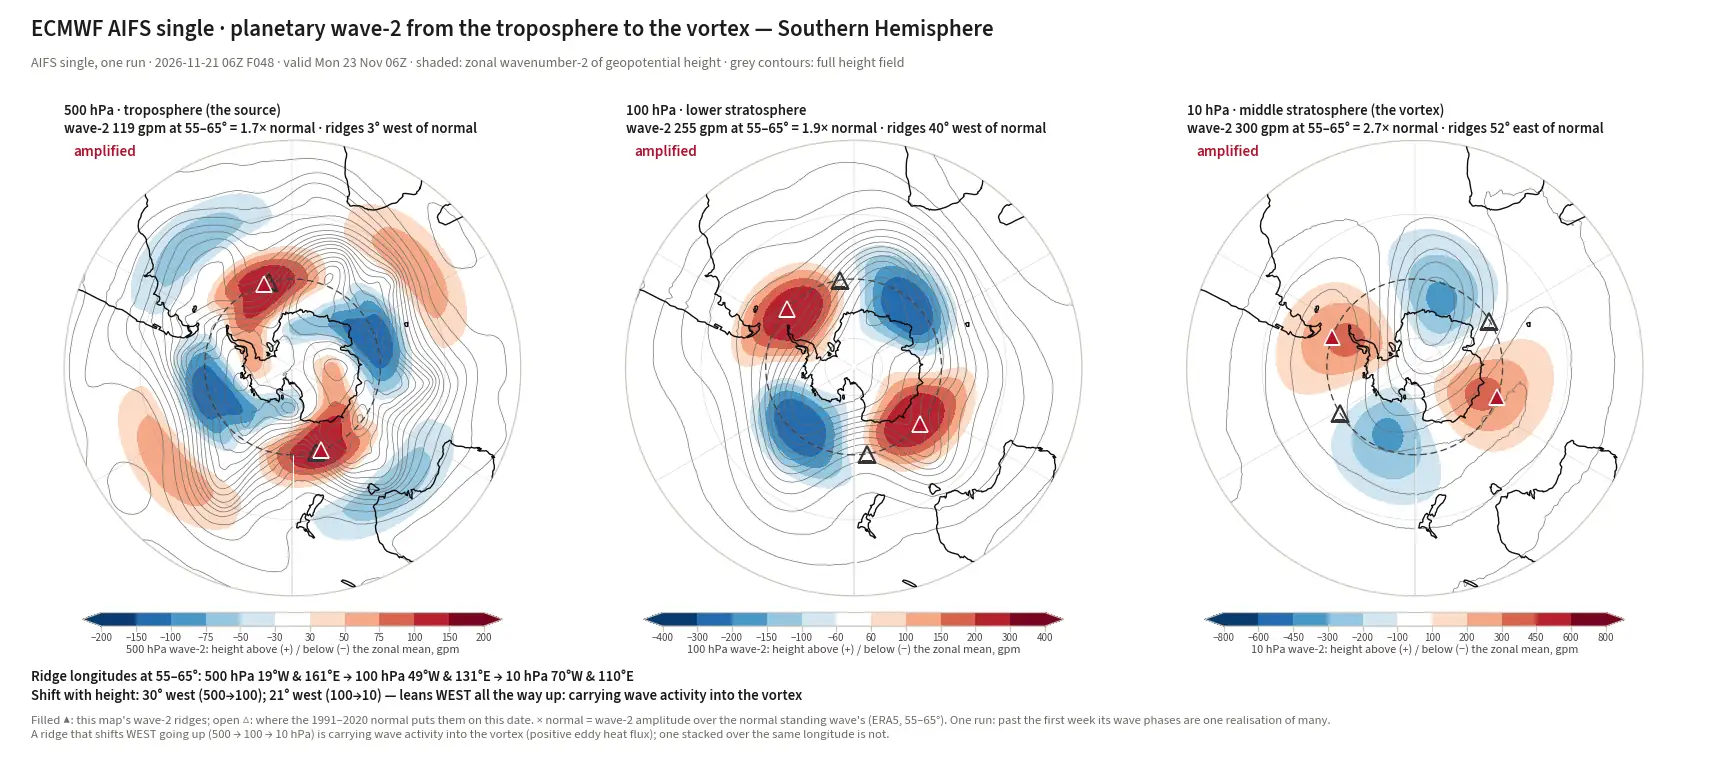 ECMWF AIFS single · planetary wave-2 from the troposphere to the vortex — Southern Hemisphere
AIFS single, one run · 2026-11-21 06Z F048 · valid Mon 23 Nov 06Z · shaded: zonal wavenumber-2 of geopotential height · grey contours: full height field
500 hPa · troposphere (the source)
wave-2 119 gpm at 55–65° = 1.7× normal · ridges 3° west of normal
amplified
100 hPa · lower stratosphere
wave-2 255 gpm at 55–65° = 1.9× normal · ridges 40° west of normal
amplified
10 hPa · middle stratosphere (the vortex)
wave-2 300 gpm at 55–65° = 2.7× normal · ridges 52° east of normal
amplified
−200 −150 −100 −75 −50 −30 30 50 75 100 150 200
500 hPa wave-2: height above (+) / below (−) the zonal mean, gpm
−400 −300 −200 −150 −100 −60 60 100 150 200 300 400
100 hPa wave-2: height above (+) / below (−) the zonal mean, gpm
−800 −600 −450 −300 −200 −100 100 200 300 450 600 800
10 hPa wave-2: height above (+) / below (−) the zonal mean, gpm
Ridge longitudes at 55–65°: 500 hPa 19°W & 161°E → 100 hPa 49°W & 131°E → 10 hPa 70°W & 110°E
Shift with height: 30° west (500→100); 21° west (100→10) — leans WEST all the way up: carrying wave activity into the vortex
Filled ▲: this map's wave-2 ridges; open △: where the 1991–2020 normal puts them on this date. × normal = wave-2 amplitude over the normal standing wave's (ERA5, 55–65°). One run: past the first week its wave phases are one realisation of many.
A ridge that shifts WEST going up (500 → 100 → 10 hPa) is carrying wave activity into the vortex (positive eddy heat flux); one stacked over the same longitude is not.